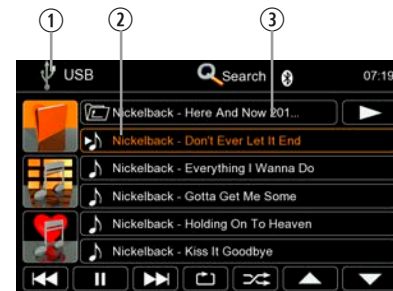 1 2 3
USB Search 07:19
Nickelback - Here And Now 201...
Nickelback - Don't Ever Let It End
Nickelback - Everything I Wanna Do
Nickelback - Gotta Get Me Some
Nickelback - Holding On To Heaven
Nickelback - Kiss It Goodbye